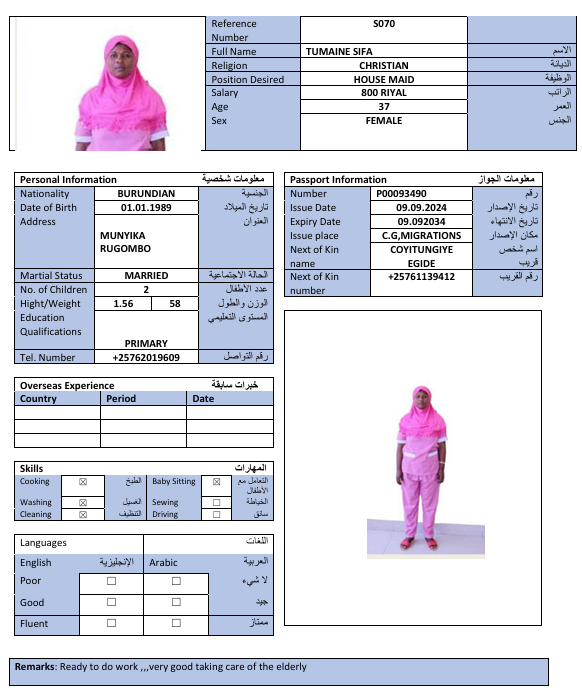 Reference Number S070
Full Name TUMAINE SIFA الاسم
Religion CHRISTIAN الديانة
Position Desired HOUSE MAID الوظيفة
Salary 800 RIYAL الراتب
Age 37 العمر
Sex FEMALE الجنس
Personal Information معلومات شخصية
Nationality BURUNDIAN الجنسية
Date of Birth 01.01.1989 تاريخ الميلاد
Address العنوان
MUNYIKA
RUGOMBO
Martial Status MARRIED الحالة الاجتماعية
No. of Children 2 عدد الأطفال
Hight/Weight 1.56 58 الوزن والطول
Education المستوى التعليمي
Qualifications
PRIMARY
Tel. Number +25762019609 رقم التواصل
Passport Information معلومات الجواز
Number P00093490 رقم
Issue Date 09.09.2024 تاريخ الإصدار
Expiry Date 09.092034 تاريخ الانتهاء
Issue place C.G,MIGRATIONS مكان الإصدار
Next of Kin COYITUNGIYE اسم شخص
name EGIDE قريب
Next of Kin +25761139412 رقم القريب
number
Overseas Experience خبرات سابقة
Country Period Date
Skills المهارات
Cooking ☒ الطبخ Baby Sitting ☒ التعامل مع
الأطفال
Washing ☒ الغسيل Sewing ☐ الخياطة
Cleaning ☒ التنظيف Driving ☐ سائق
Languages اللغات
English الإنجليزية Arabic العربية
Poor ☐ ☐ لا شيء
Good ☐ ☐ جيد
Fluent ☐ ☐ ممتاز
Remarks: Ready to do work ,,,very good taking care of the elderly